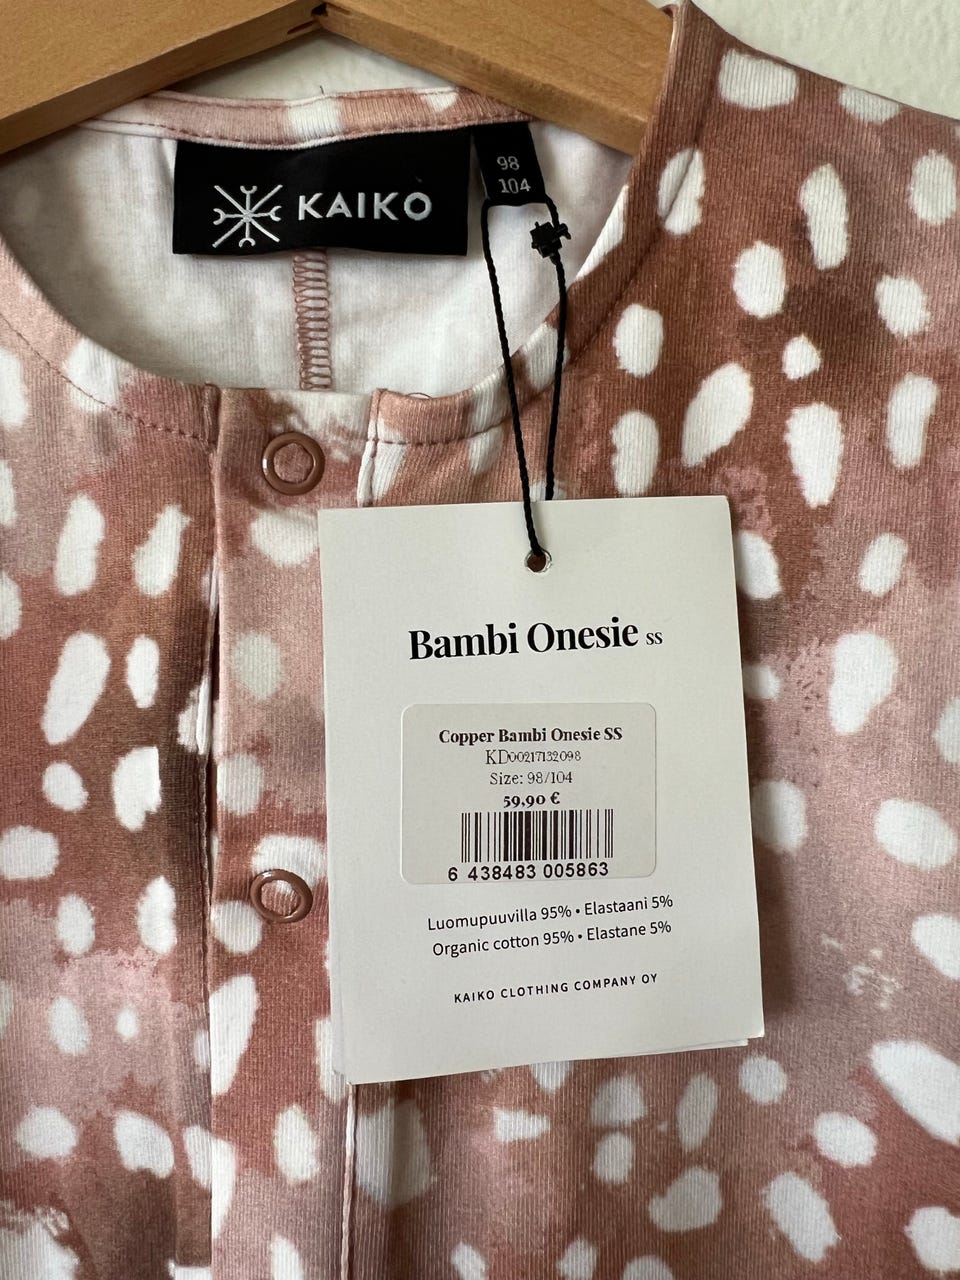 KAIKO
98
104
Bambi Onesie ss
Copper Bambi Onesie SS
KD00217132098
Size: 98/104
59,90 €
6 438483 005863
Luomupuuvilla 95% • Elastaani 5%
Organic cotton 95% • Elastane 5%
KAIKO CLOTHING COMPANY OY